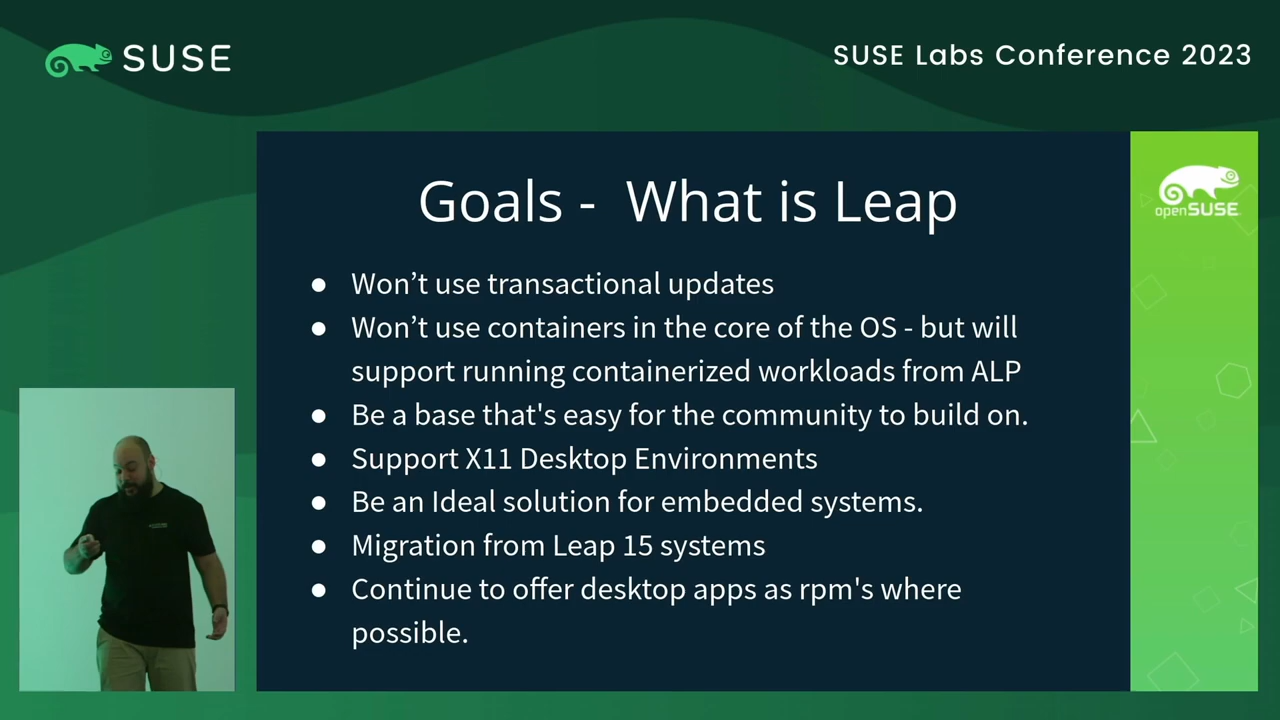 SUSE
SUSE Labs Conference 2023
Goals - What is Leap
openSUSE
● Won’t use transactional updates
● Won’t use containers in the core of the OS - but will
support running containerized workloads from ALP
● Be a base that's easy for the community to build on.
● Support X11 Desktop Environments
● Be an Ideal solution for embedded systems.
● Migration from Leap 15 systems
● Continue to offer desktop apps as rpm's where
possible.